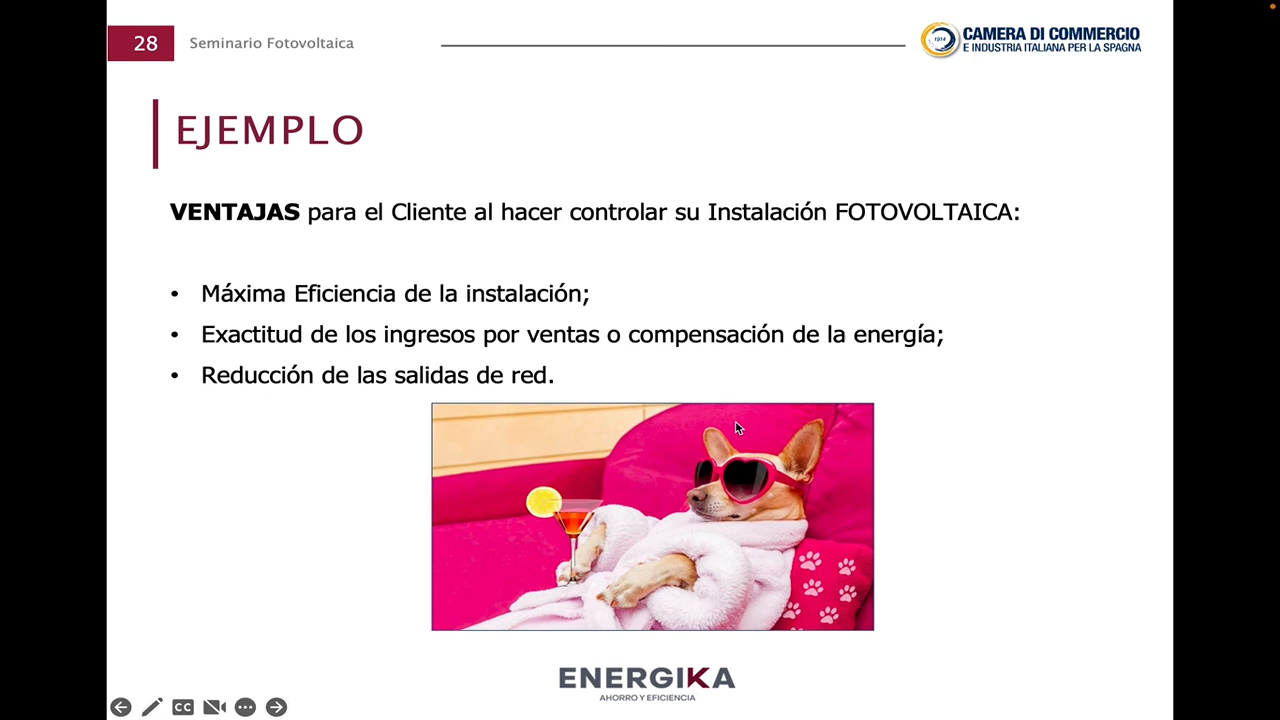 28
Seminario Fotovoltaica
1914
CAMERA DI COMMERCIO
E INDUSTRIA ITALIANA PER LA SPAGNA
EJEMPLO
VENTAJAS para el Cliente al hacer controlar su Instalación FOTOVOLTAICA:
• Máxima Eficiencia de la instalación;
• Exactitud de los ingresos por ventas o compensación de la energía;
• Reducción de las salidas de red.
ENERGIKA
AHORRO Y EFICIENCIA
CC